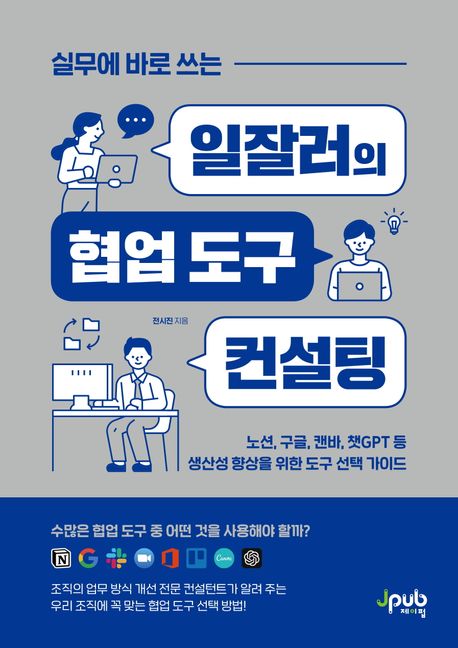 실무에 바로 쓰는
일잘러의
협업 도구
전시진 지음
컨설팅
노션, 구글, 캔바, 챗GPT 등
생산성 향상을 위한 도구 선택 가이드
수많은 협업 도구 중 어떤 것을 사용해야 할까?
N G Canva
조직의 업무 방식 개선 전문 컨설턴트가 알려 주는
우리 조직에 꼭 맞는 협업 도구 선택 방법!
Jpub
제이펍